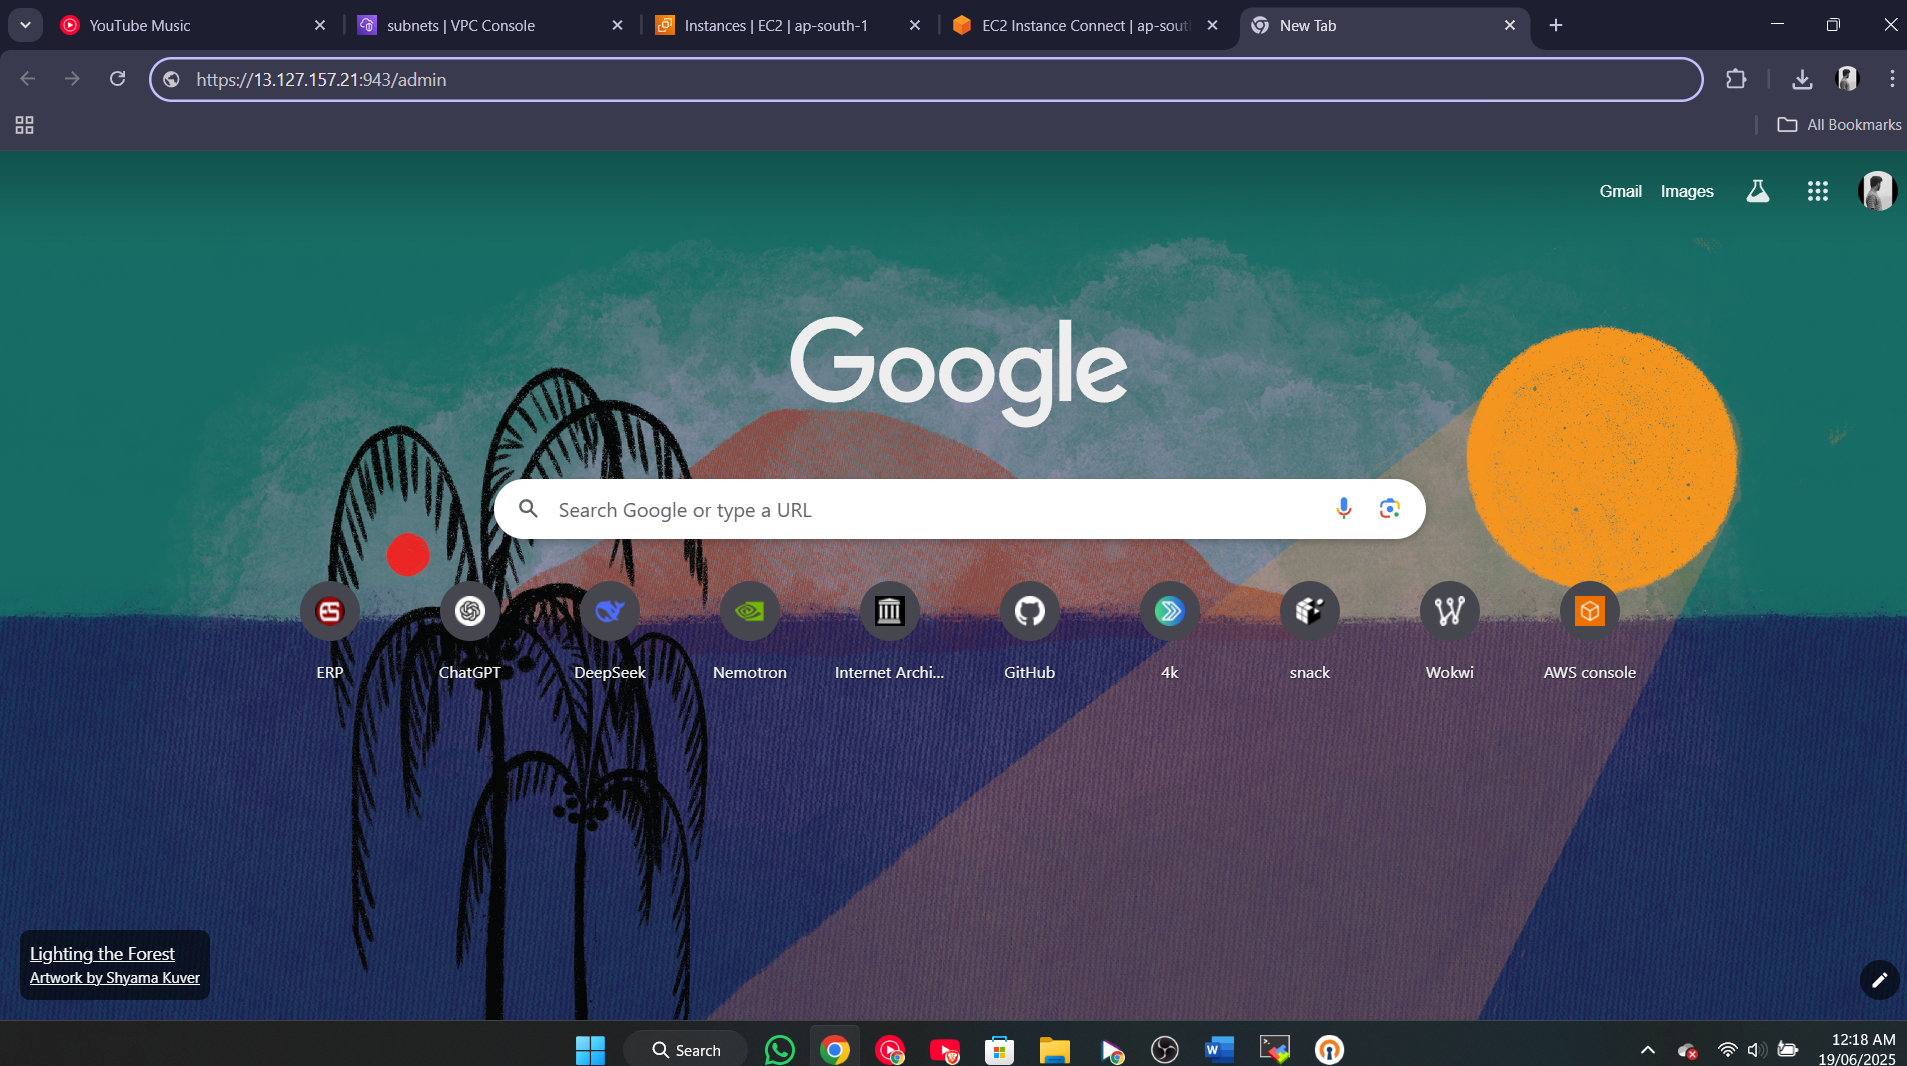 YouTube Music
subnets | VPC Console
Instances | EC2 | ap-south-1
EC2 Instance Connect | ap-sout
New Tab
https://13.127.157.21:943/admin
All Bookmarks
Gmail Images
Google
Search Google or type a URL
ERP
ChatGPT
DeepSeek
Nemotron
Internet Archi...
GitHub
4k
snack
Wokwi
AWS console
Lighting the Forest
Artwork by Shyama Kuver
Search
12:18 AM
19/06/2025